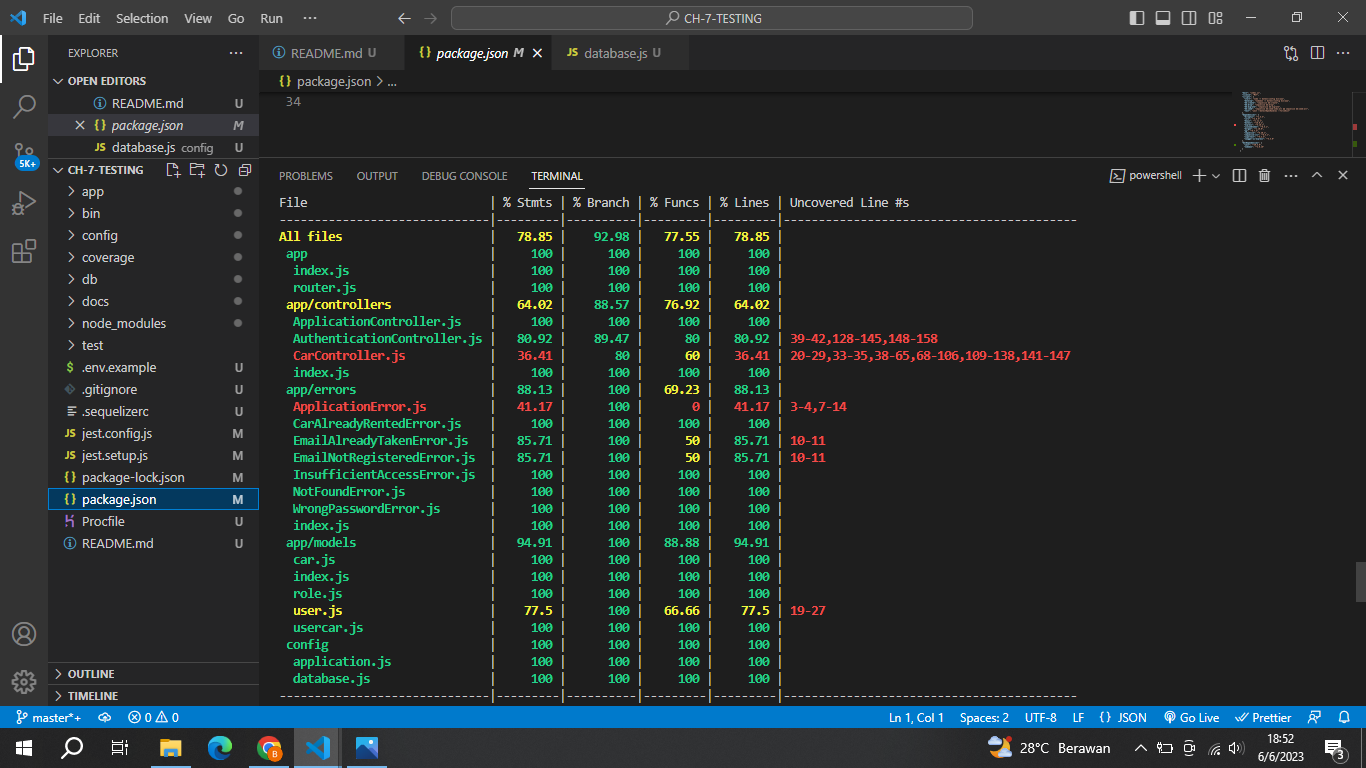 File Edit Selection View Go Run ··· CH-7-TESTING
EXPLORER ···
OPEN EDITORS
README.md U
package.json M
database.js config U
CH-7-TESTING
app
bin
config
coverage
db
docs
node_modules
test
.env.example U
.gitignore U
.sequelizerc U
jest.config.js M
jest.setup.js M
package-lock.json M
package.json M
Procfile U
README.md U
OUTLINE
TIMELINE
5K+
README.md U package.json M database.js U
package.json > ...
34
PROBLEMS OUTPUT DEBUG CONSOLE TERMINAL powershell
File | % Stmts | % Branch | % Funcs | % Lines | Uncovered Line #s
-----------------------------|---------|----------|---------|---------|-----------------------------------------
All files | 78.85 | 92.98 | 77.55 | 78.85 |
app | 100 | 100 | 100 | 100 |
index.js | 100 | 100 | 100 | 100 |
router.js | 100 | 100 | 100 | 100 |
app/controllers | 64.02 | 88.57 | 76.92 | 64.02 |
ApplicationController.js | 100 | 100 | 100 | 100 |
AuthenticationController.js | 80.92 | 89.47 | 80 | 80.92 | 39-42,128-145,148-158
CarController.js | 36.41 | 80 | 60 | 36.41 | 20-29,33-35,38-65,68-106,109-138,141-147
index.js | 100 | 100 | 100 | 100 |
app/errors | 88.13 | 100 | 69.23 | 88.13 |
ApplicationError.js | 41.17 | 100 | 0 | 41.17 | 3-4,7-14
CarAlreadyRentedError.js | 100 | 100 | 100 | 100 |
EmailAlreadyTakenError.js | 85.71 | 100 | 50 | 85.71 | 10-11
EmailNotRegisteredError.js | 85.71 | 100 | 50 | 85.71 | 10-11
InsufficientAccessError.js | 100 | 100 | 100 | 100 |
NotFoundError.js | 100 | 100 | 100 | 100 |
WrongPasswordError.js | 100 | 100 | 100 | 100 |
index.js | 100 | 100 | 100 | 100 |
app/models | 94.91 | 100 | 88.88 | 94.91 |
car.js | 100 | 100 | 100 | 100 |
index.js | 100 | 100 | 100 | 100 |
role.js | 100 | 100 | 100 | 100 |
user.js | 77.5 | 100 | 66.66 | 77.5 | 19-27
usercar.js | 100 | 100 | 100 | 100 |
config | 100 | 100 | 100 | 100 |
application.js | 100 | 100 | 100 | 100 |
database.js | 100 | 100 | 100 | 100 |
-----------------------------|---------|----------|---------|---------|-----------------------------------------
master*+ 0 0 Ln 1, Col 1 Spaces: 2 UTF-8 LF {} JSON Go Live Prettier
28°C Berawan 18:52
6/6/2023 3